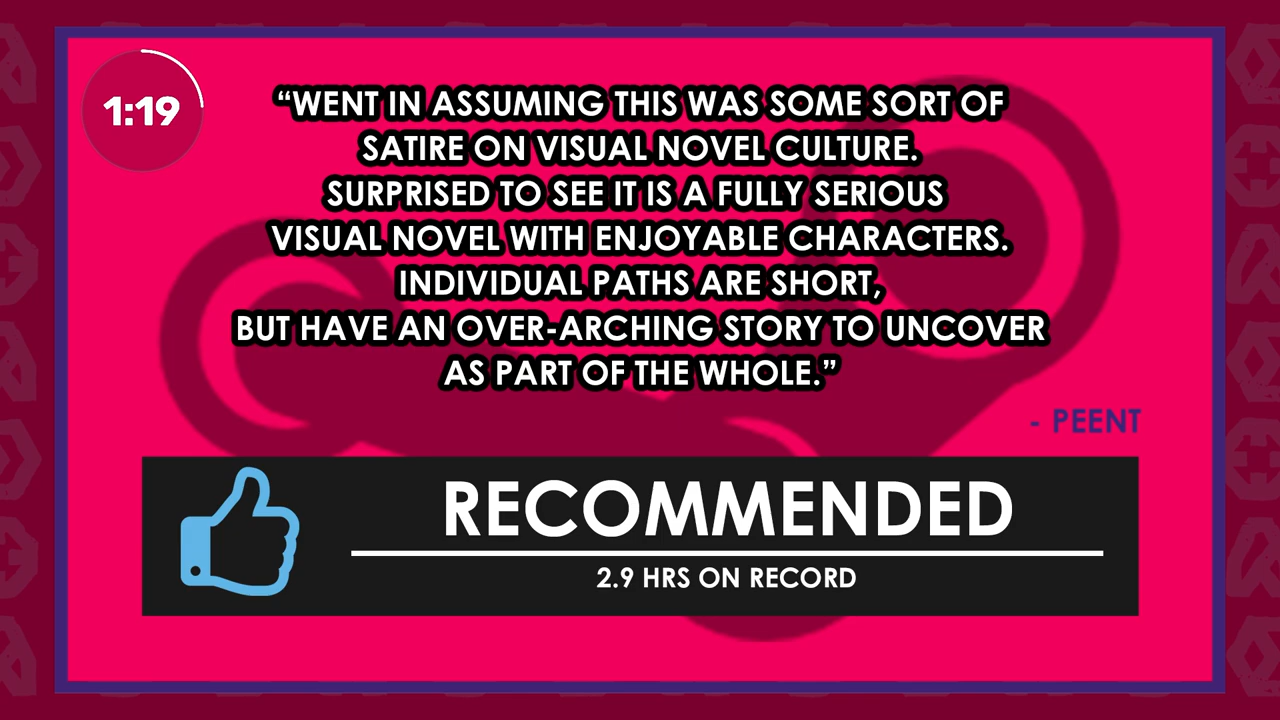 1:19
“WENT IN ASSUMING THIS WAS SOME SORT OF
SATIRE ON VISUAL NOVEL CULTURE.
SURPRISED TO SEE IT IS A FULLY SERIOUS
VISUAL NOVEL WITH ENJOYABLE CHARACTERS.
INDIVIDUAL PATHS ARE SHORT,
BUT HAVE AN OVER-ARCHING STORY TO UNCOVER
AS PART OF THE WHOLE.”
- PEENT
RECOMMENDED
2.9 HRS ON RECORD